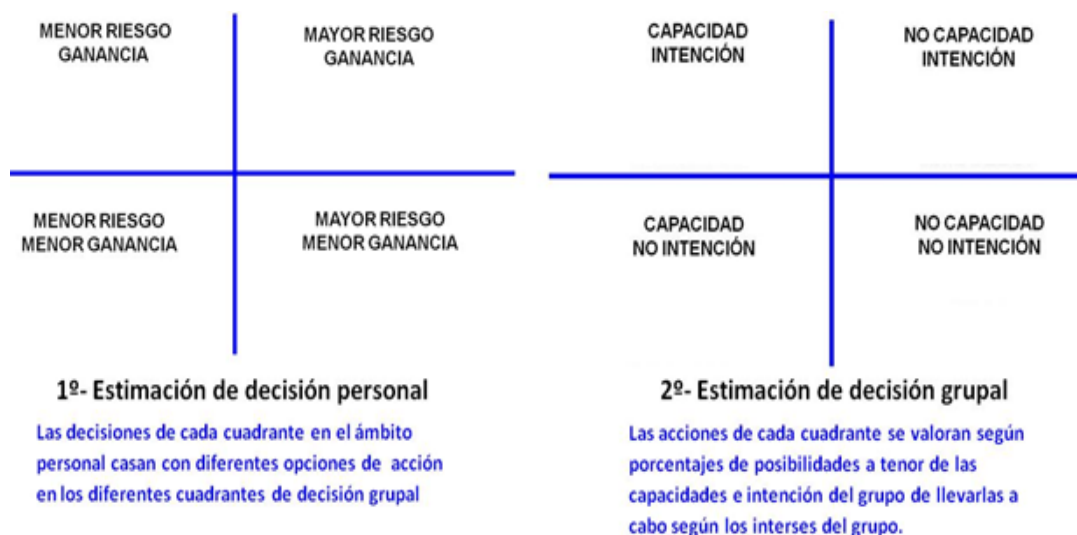 MENOR RIESGO
GANANCIA
MAYOR RIESGO
GANANCIA
MENOR RIESGO
MENOR GANANCIA
MAYOR RIESGO
MENOR GANANCIA
1º- Estimación de decisión personal
Las decisiones de cada cuadrante en el ámbito
personal casan con diferentes opciones de acción
en los diferentes cuadrantes de decisión grupal
CAPACIDAD
INTENCIÓN
NO CAPACIDAD
INTENCIÓN
CAPACIDAD
NO INTENCIÓN
NO CAPACIDAD
NO INTENCIÓN
2º- Estimación de decisión grupal
Las acciones de cada cuadrante se valoran según
porcentajes de posibilidades a tenor de las
capacidades e intención del grupo de llevarlas a
cabo según los interses del grupo.